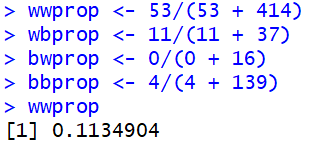 > wwprop <- 53/(53 + 414)
> wbprop <- 11/(11 + 37)
> bwprop <- 0/(0 + 16)
> bbprop <- 4/(4 + 139)
> wwprop
[1] 0.1134904